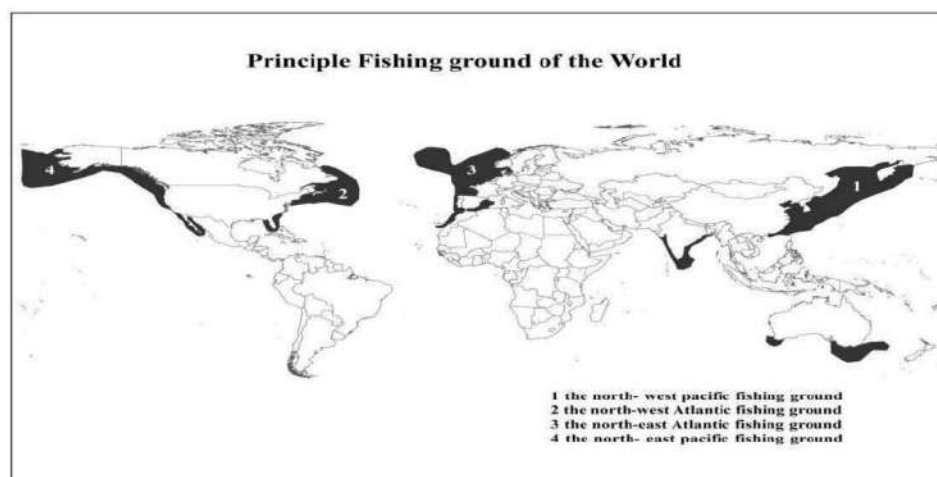 Principle Fishing ground of the World
4
3
2
1
1 the north- west pacific fishing ground
2 the north-west Atlantic fishing ground
3 the north-east Atlantic fishing ground
4 the north- east pacific fishing ground